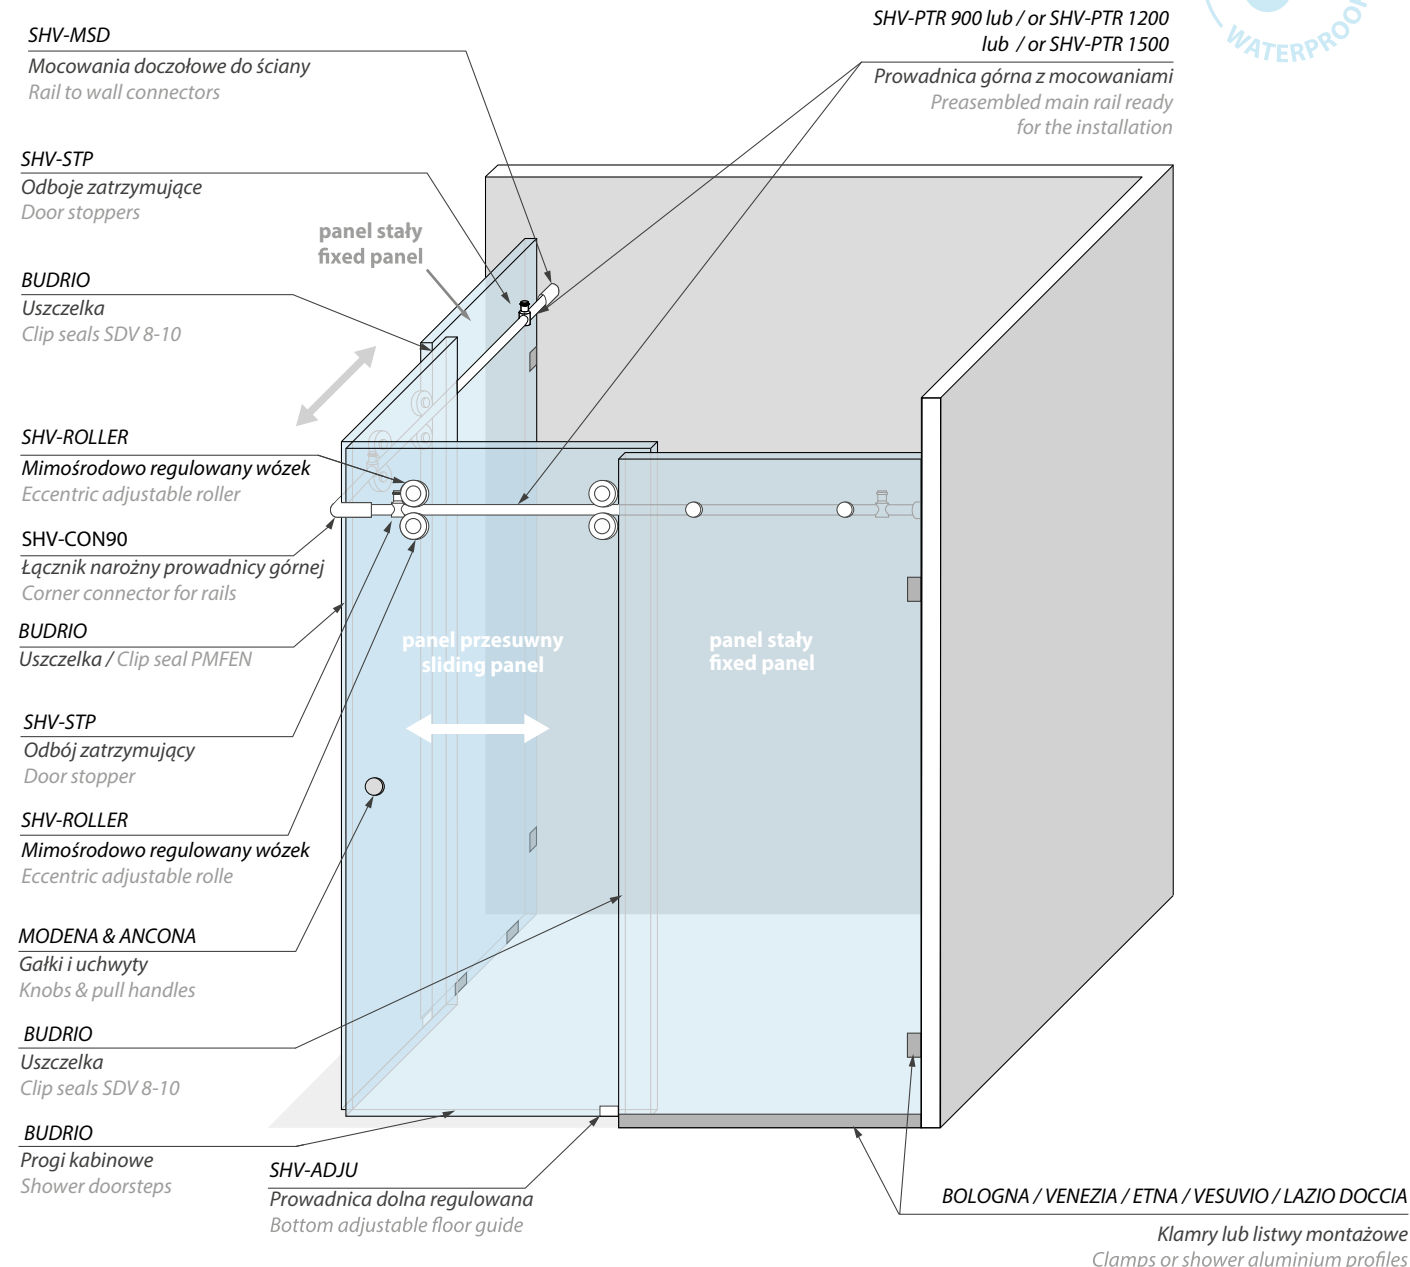 SHV-MSD
Mocowania doczołowe do ściany
Rail to wall connectors
SHV-PTR 900 lub / or SHV-PTR 1200
lub / or SHV-PTR 1500
Prowadnica górna z mocowaniami
Preasembled main rail ready
for the installation
WATERPROOF
SHV-STP
Odboje zatrzymujące
Door stoppers
panel stały
fixed panel
BUDRIO
Uszczelka
Clip seals SDV 8-10
SHV-ROLLER
Mimośrodowo regulowany wózek
Eccentric adjustable roller
SHV-CON90
Łącznik narożny prowadnicy górnej
Corner connector for rails
BUDRIO
Uszczelka / Clip seal PMFEN
panel przesuwny
sliding panel
panel stały
fixed panel
SHV-STP
Odbój zatrzymujący
Door stopper
SHV-ROLLER
Mimośrodowo regulowany wózek
Eccentric adjustable rolle
MODENA & ANCONA
Gałki i uchwyty
Knobs & pull handles
BUDRIO
Uszczelka
Clip seals SDV 8-10
BUDRIO
Progi kabinowe
Shower doorsteps
SHV-ADJU
Prowadnica dolna regulowana
Bottom adjustable floor guide
BOLOGNA / VENEZIA / ETNA / VESUVIO / LAZIO DOCCIA
Klamry lub listwy montażowe
Clamps or shower aluminium profiles